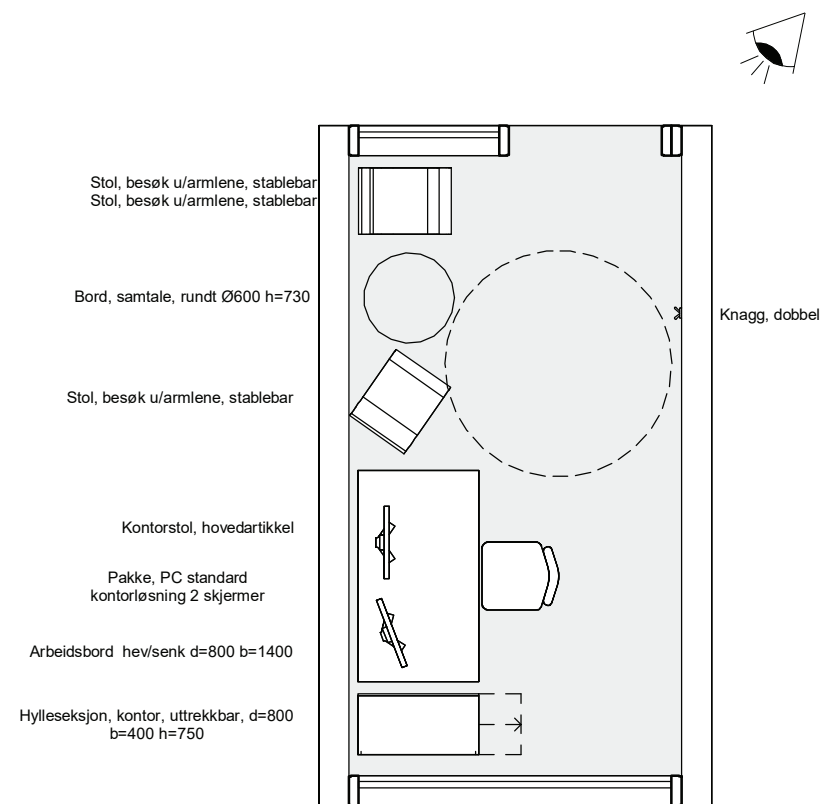 Stol, besøk u/armlene, stablebar
Stol, besøk u/armlene, stablebar
Bord, samtale, rundt Ø600 h=730
Knagg, dobbel
Stol, besøk u/armlene, stablebar
Kontorstol, hovedartikkel
Pakke, PC standard
kontorløsning 2 skjermer
Arbeidsbord  hev/senk d=800 b=1400
Hylleseksjon, kontor, uttrekkbar, d=800
b=400 h=750